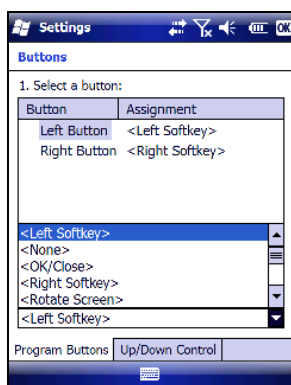 Settings OK
Buttons
1. Select a button:
Button Assignment
Left Button <Left Softkey>
Right Button <Right Softkey>
<Left Softkey>
<None>
<OK/Close>
<Right Softkey>
<Rotate Screen>
<Left Softkey>
Program Buttons Up/Down Control